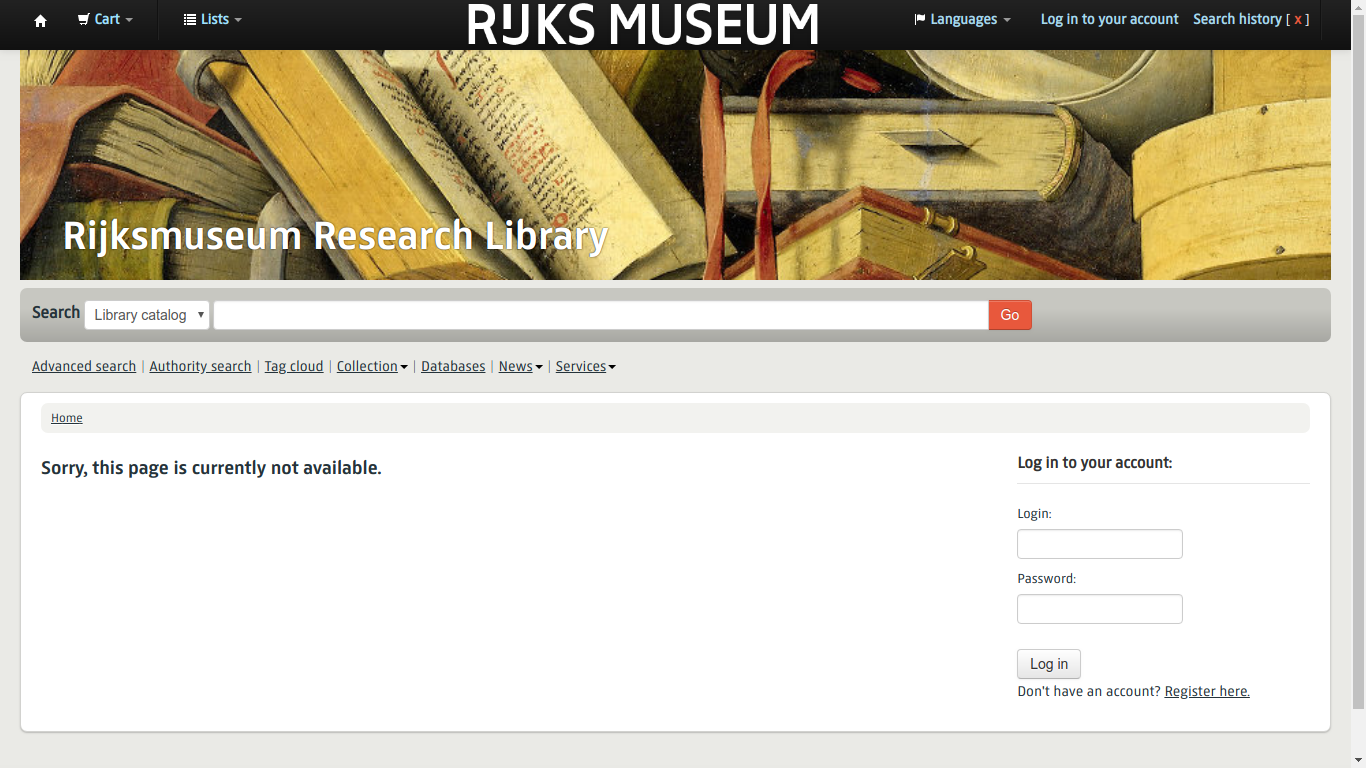 Cart Lists RIJKS MUSEUM Languages Log in to your account Search history [ x ]
Rijksmuseum Research Library
Search Library catalog Go
Advanced search | Authority search | Tag cloud | Collection | Databases | News | Services
Home
Sorry, this page is currently not available.
Log in to your account:
Login:
Password:
Log in
Don't have an account? Register here.